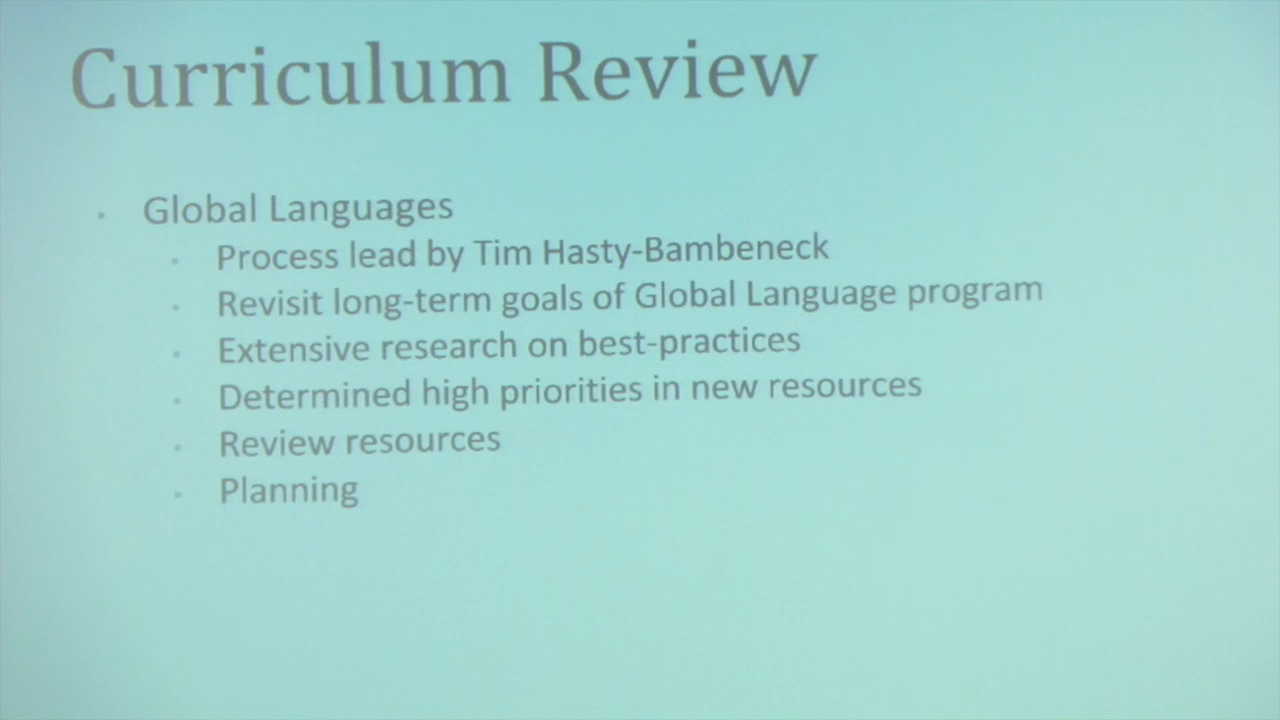 Curriculum Review
Global Languages
Process lead by Tim Hasty-Bambeneck
Revisit long-term goals of Global Language program
Extensive research on best-practices
Determined high priorities in new resources
Review resources
Planning